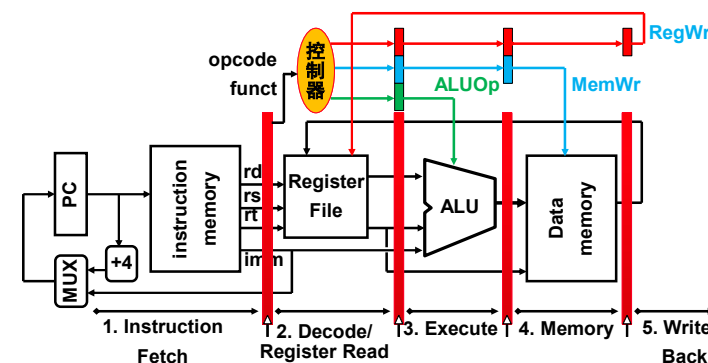 控制器
RegWr
opcode
funct
ALUOp
MemWr
PC
instruction
memory
rd
rs
rt
imm
Register
File
ALU
Data
memory
+4
MUX
1. Instruction
Fetch
2. Decode/
Register Read
3. Execute
4. Memory
5. Write
Back